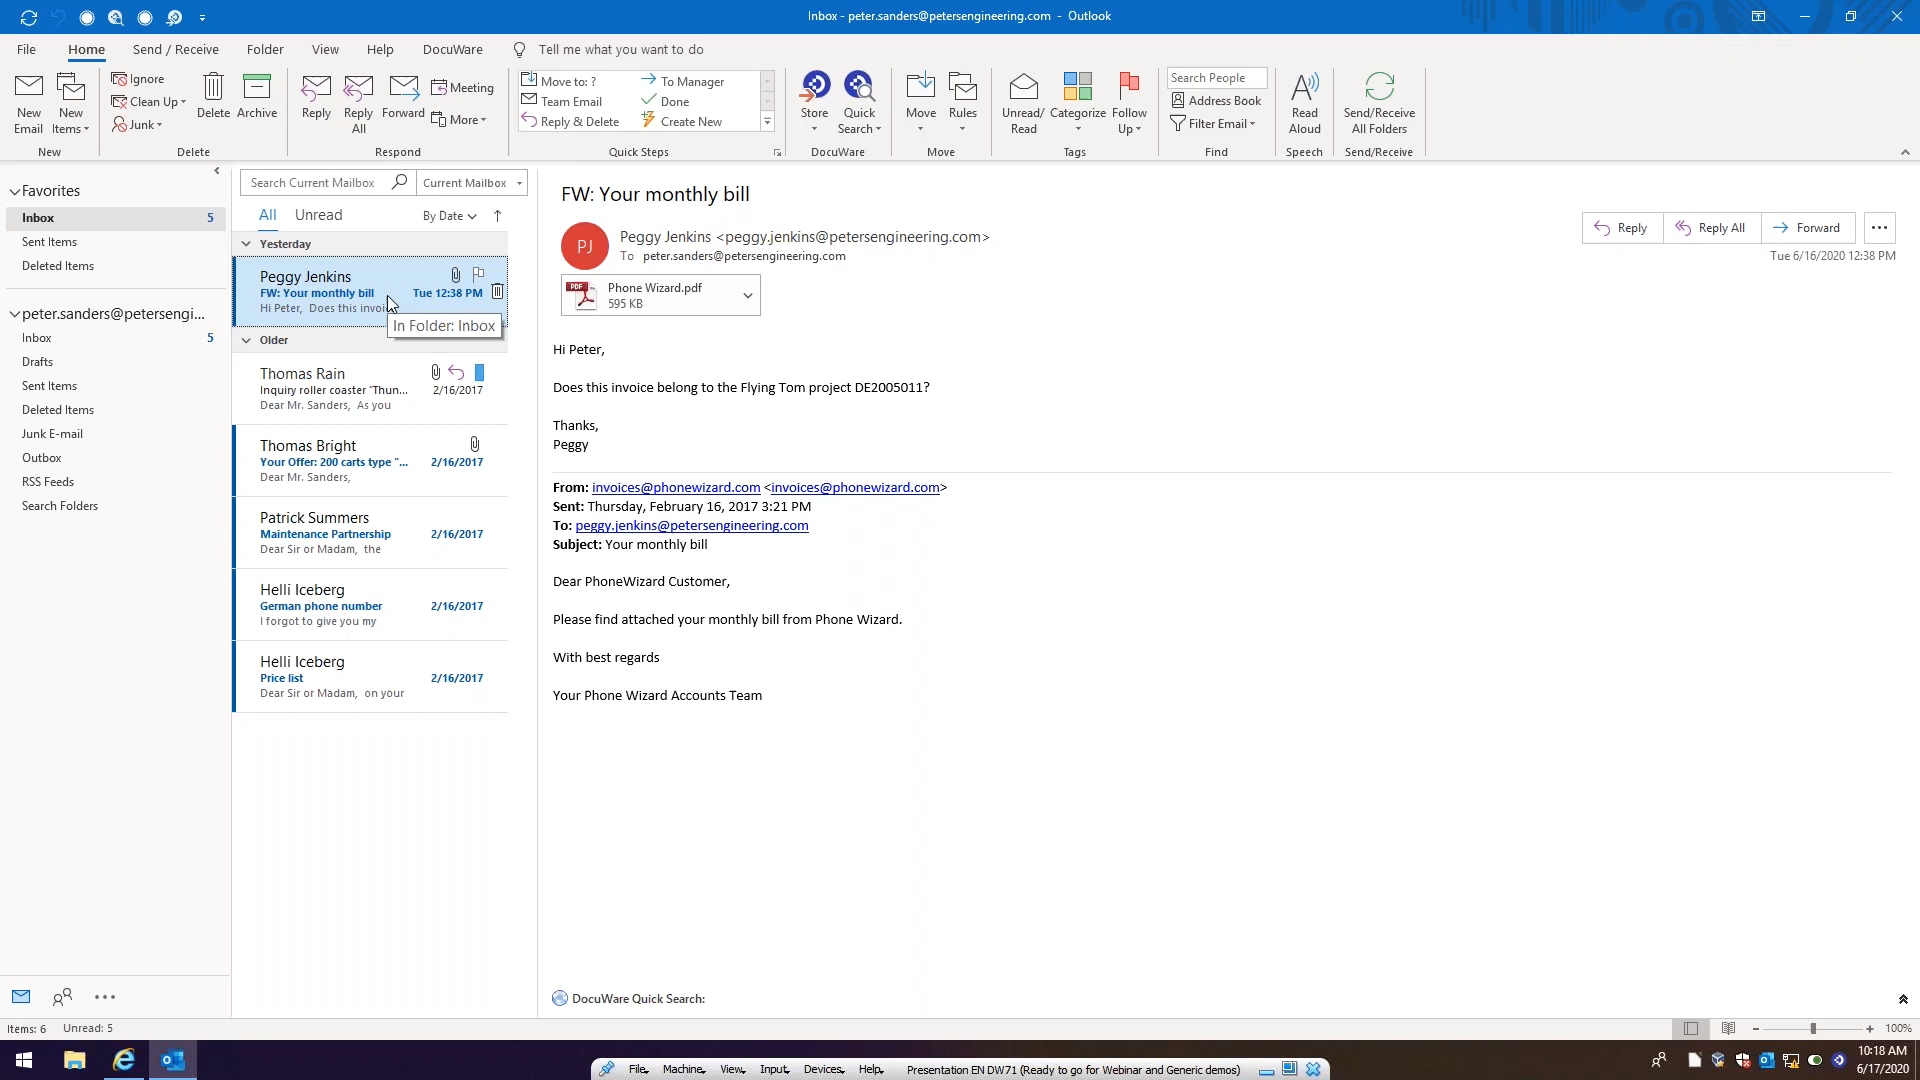 Inbox - peter.sanders@petersengineering.com - Outlook
File Home Send / Receive Folder View Help DocuWare Tell me what you want to do
New Email
New Items
New
Ignore
Clean Up
Junk
Delete
Archive
Delete
Reply
Reply All
Forward
Meeting
More
Respond
Move to: ?
Team Email
Reply & Delete
To Manager
Done
Create New
Quick Steps
Store
Quick Search
DocuWare
Move
Rules
Move
Unread/ Read
Categorize
Follow Up
Tags
Search People
Address Book
Filter Email
Find
Read Aloud
Speech
Send/Receive All Folders
Send/Receive
Favorites
Inbox 5
Sent Items
Deleted Items
peter.sanders@petersengi...
Inbox 5
Drafts
Sent Items
Deleted Items
Junk E-mail
Outbox
RSS Feeds
Search Folders
Search Current Mailbox
Current Mailbox
All Unread By Date
Yesterday
Peggy Jenkins
FW: Your monthly bill Tue 12:38 PM
Hi Peter, Does this invoi
In Folder: Inbox
Older
Thomas Rain
Inquiry roller coaster "Thun... 2/16/2017
Dear Mr. Sanders, As you
Thomas Bright
Your Offer: 200 carts type "... 2/16/2017
Dear Mr. Sanders,
Patrick Summers
Maintenance Partnership 2/16/2017
Dear Sir or Madam, the
Helli Iceberg
German phone number 2/16/2017
I forgot to give you my
Helli Iceberg
Price list 2/16/2017
Dear Sir or Madam, on your
FW: Your monthly bill
PJ
Peggy Jenkins <peggy.jenkins@petersengineering.com>
To peter.sanders@petersengineering.com
Reply Reply All Forward
Tue 6/16/2020 12:38 PM
PDF
Phone Wizard.pdf
595 KB
Hi Peter,
Does this invoice belong to the Flying Tom project DE2005011?
Thanks,
Peggy
From: invoices@phonewizard.com <invoices@phonewizard.com>
Sent: Thursday, February 16, 2017 3:21 PM
To: peggy.jenkins@petersengineering.com
Subject: Your monthly bill
Dear PhoneWizard Customer,
Please find attached your monthly bill from Phone Wizard.
With best regards
Your Phone Wizard Accounts Team
DocuWare Quick Search:
Items: 6 Unread: 5
100%
File Machine View Input Devices Help Presentation EN DW71 (Ready to go for Webinar and Generic demos)
10:18 AM
6/17/2020